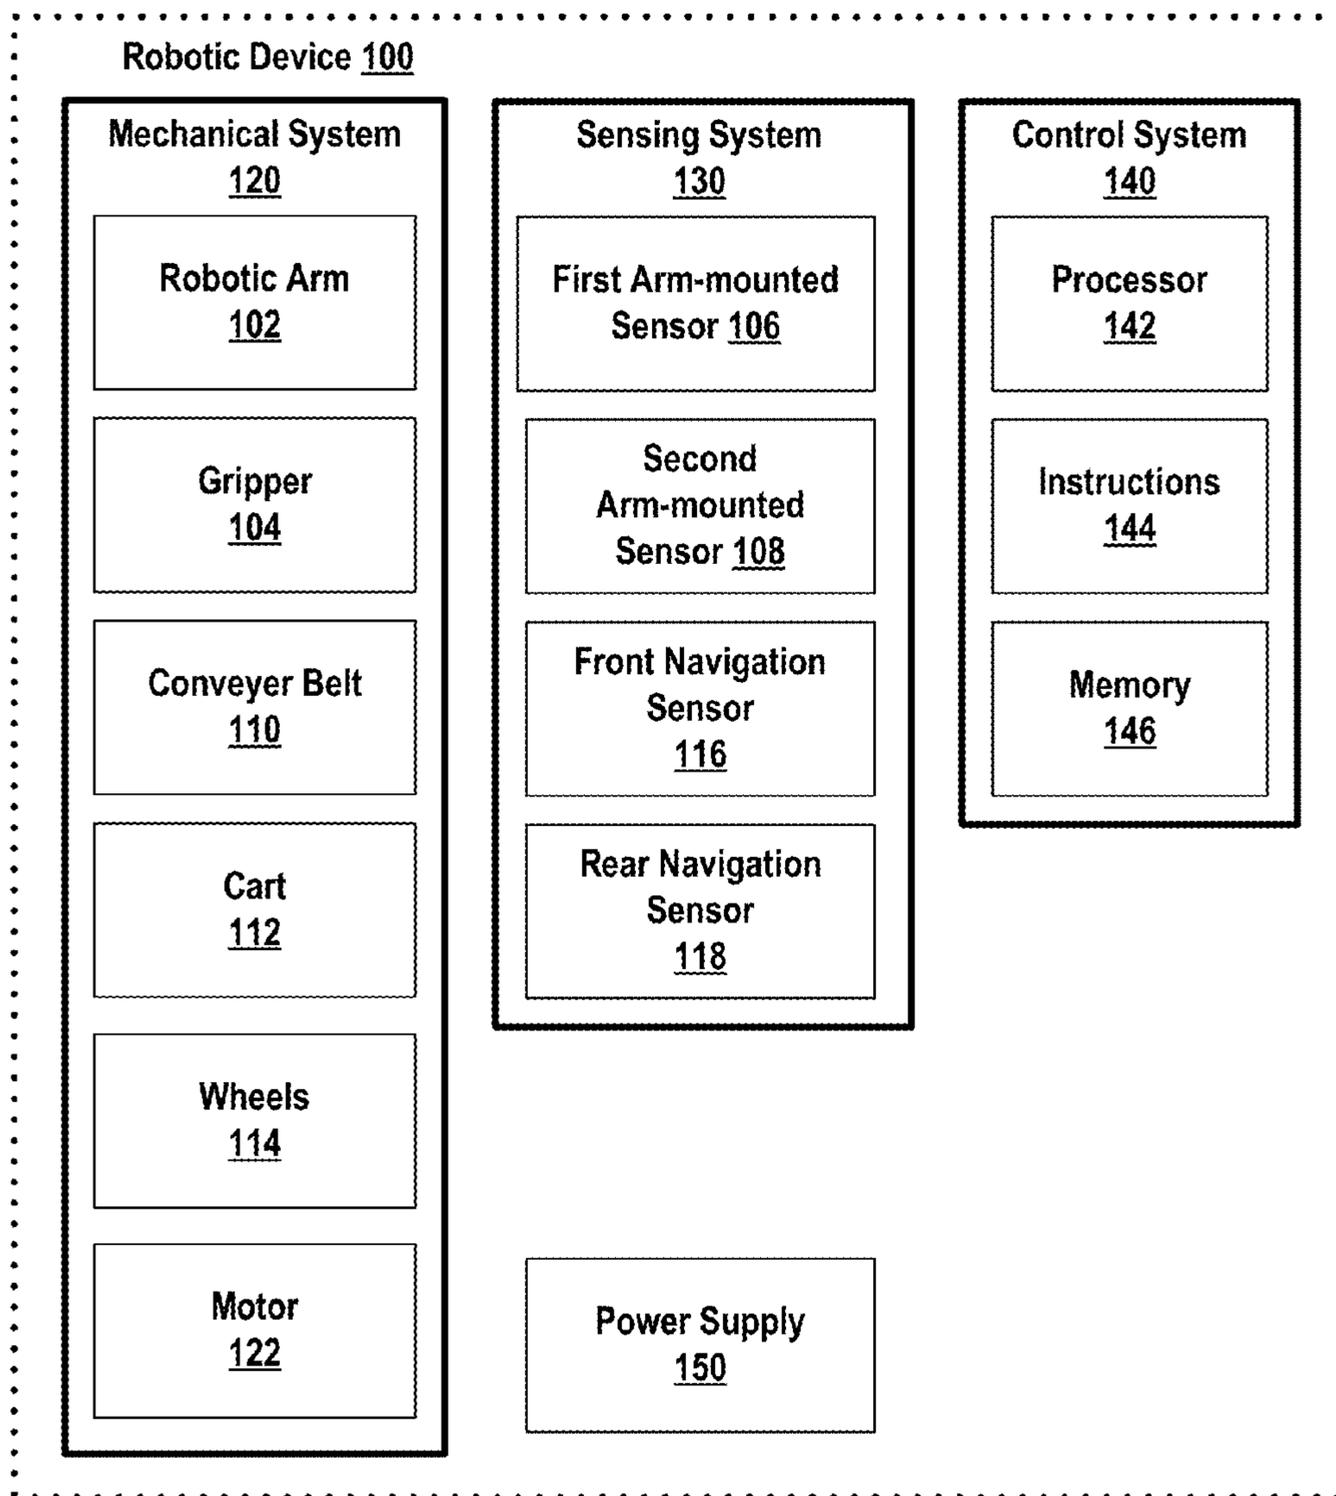 Robotic Device 100
Mechanical System
120
Robotic Arm
102
Gripper
104
Conveyer Belt
110
Cart
112
Wheels
114
Motor
122
Sensing System
130
First Arm-mounted
Sensor 106
Second
Arm-mounted
Sensor 108
Front Navigation
Sensor
116
Rear Navigation
Sensor
118
Power Supply
150
Control System
140
Processor
142
Instructions
144
Memory
146